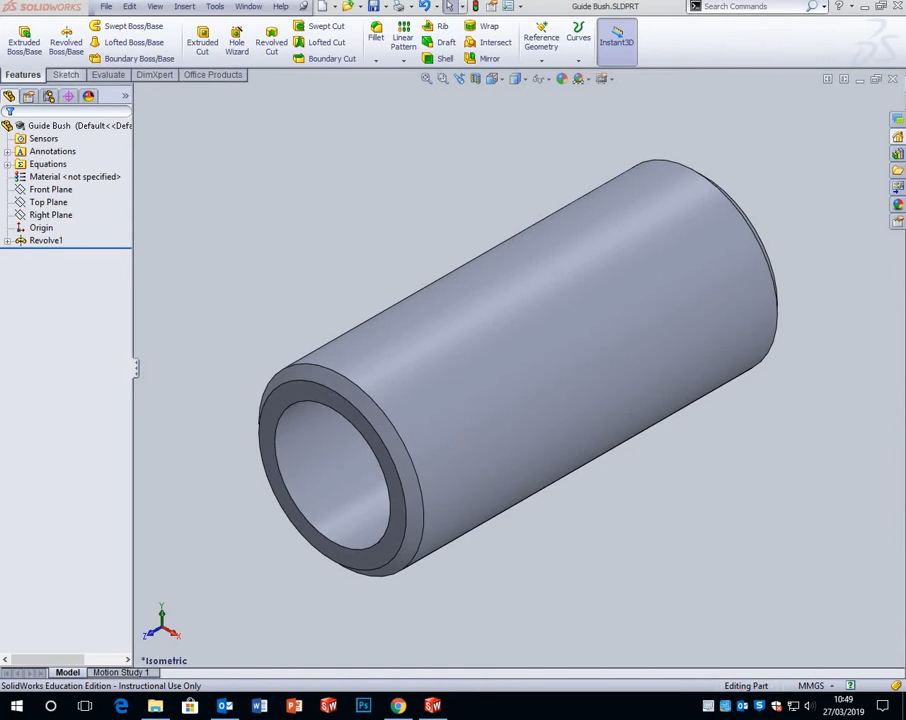 SOLIDWORKS File Edit View Insert Tools Window Help Guide Bush.SLDPRT Search Commands
Extruded Boss/Base
Revolved Boss/Base
Swept Boss/Base
Lofted Boss/Base
Boundary Boss/Base
Extruded Cut
Hole Wizard
Revolved Cut
Swept Cut
Lofted Cut
Boundary Cut
Fillet
Linear Pattern
Rib
Draft
Shell
Wrap
Intersect
Mirror
Reference Geometry
Curves
Instant3D
Features Sketch Evaluate DimXpert Office Products
Guide Bush (Default<<Defa
Sensors
Annotations
Equations
Material <not specified>
Front Plane
Top Plane
Right Plane
Origin
Revolve1
Y
Z X
*Isometric
Model Motion Study 1
SolidWorks Education Edition - Instructional Use Only Editing Part MMGS
10:49
27/03/2019